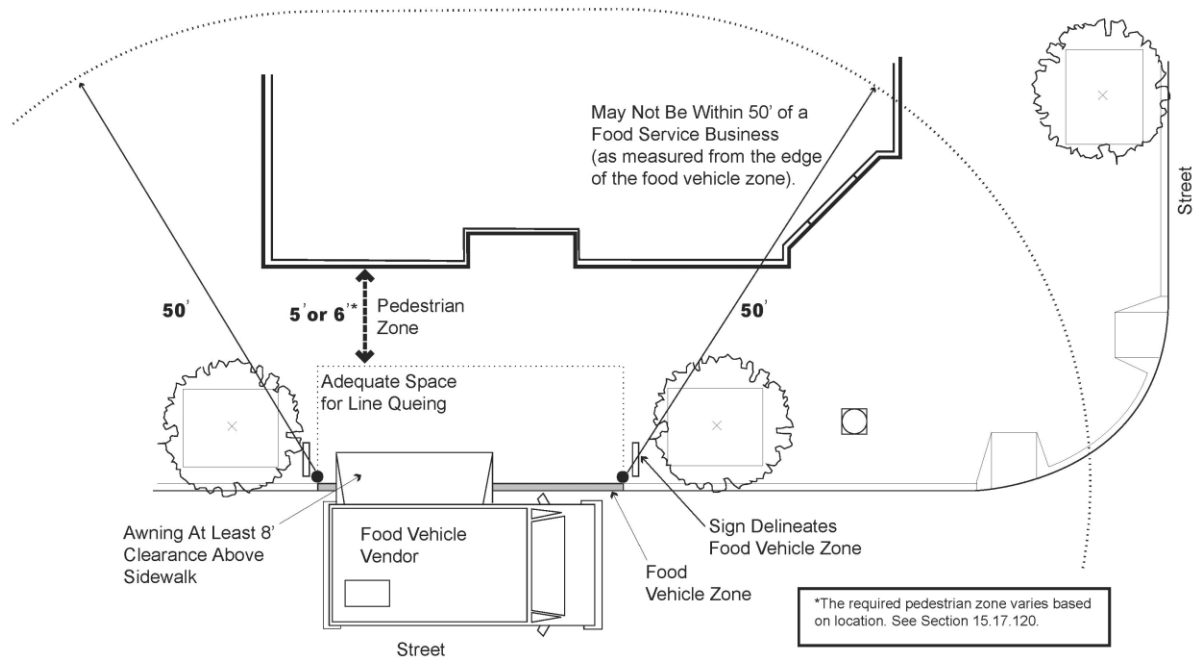 May Not Be Within 50' of a
Food Service Business
(as measured from the edge
of the food vehicle zone).
Street
50'
5' or 6'*
Pedestrian
Zone
50'
Adequate Space
for Line Queing
Awning At Least 8'
Clearance Above
Sidewalk
Food Vehicle
Vendor
Sign Delineates
Food Vehicle Zone
Food
Vehicle Zone
*The required pedestrian zone varies based
on location. See Section 15.17.120.
Street